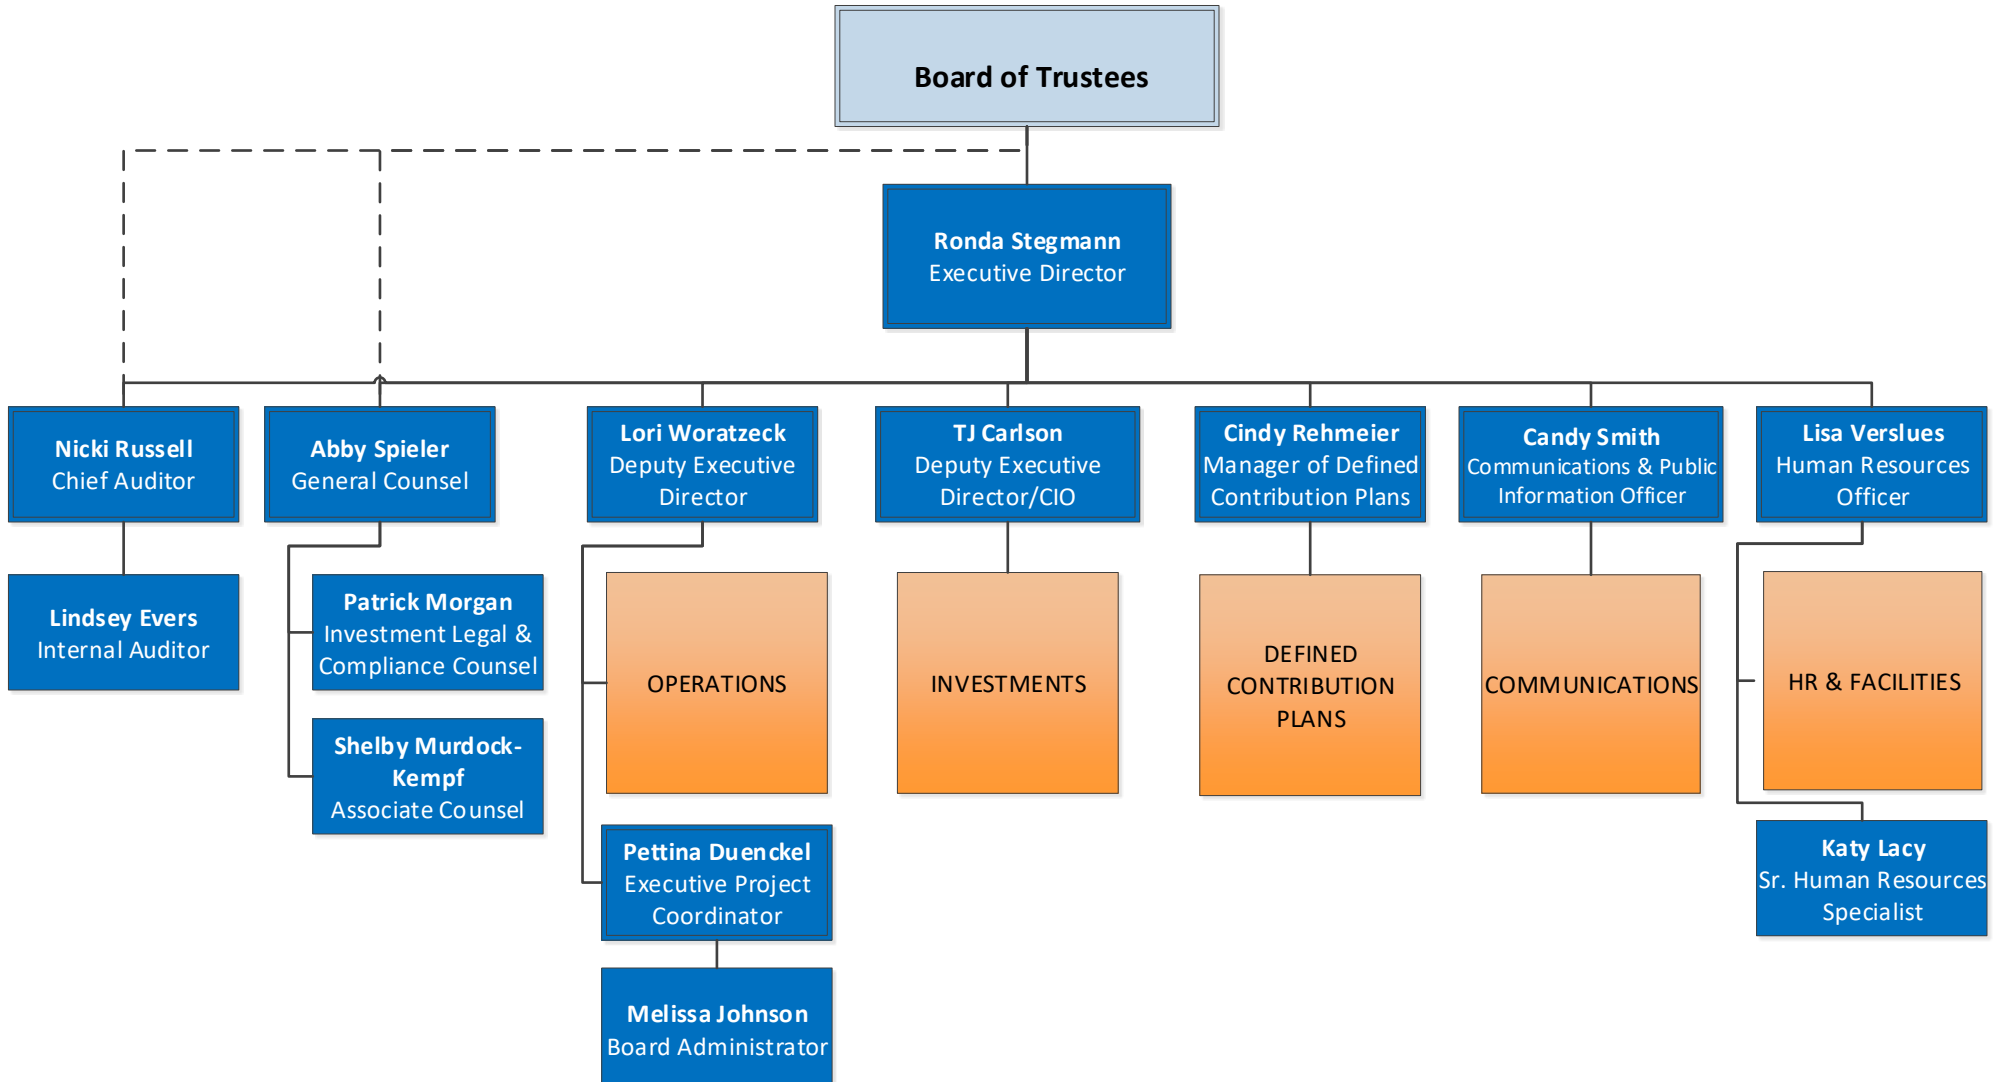 Board of Trustees
Ronda Stegmann
Executive Director
Nicki Russell
Chief Auditor
Abby Spieler
General Counsel
Lori Woratzeck
Deputy Executive
Director
TJ Carlson
Deputy Executive
Director/CIO
Cindy Rehmeier
Manager of Defined
Contribution Plans
Candy Smith
Communications & Public
Information Officer
Lisa Verslues
Human Resources
Officer
Lindsey Evers
Internal Auditor
Patrick Morgan
Investment Legal &
Compliance Counsel
Shelby Murdock-
Kempf
Associate Counsel
OPERATIONS
INVESTMENTS
DEFINED
CONTRIBUTION
PLANS
COMMUNICATIONS
HR & FACILITIES
Pettina Duenckel
Executive Project
Coordinator
Katy Lacy
Sr. Human Resources
Specialist
Melissa Johnson
Board Administrator